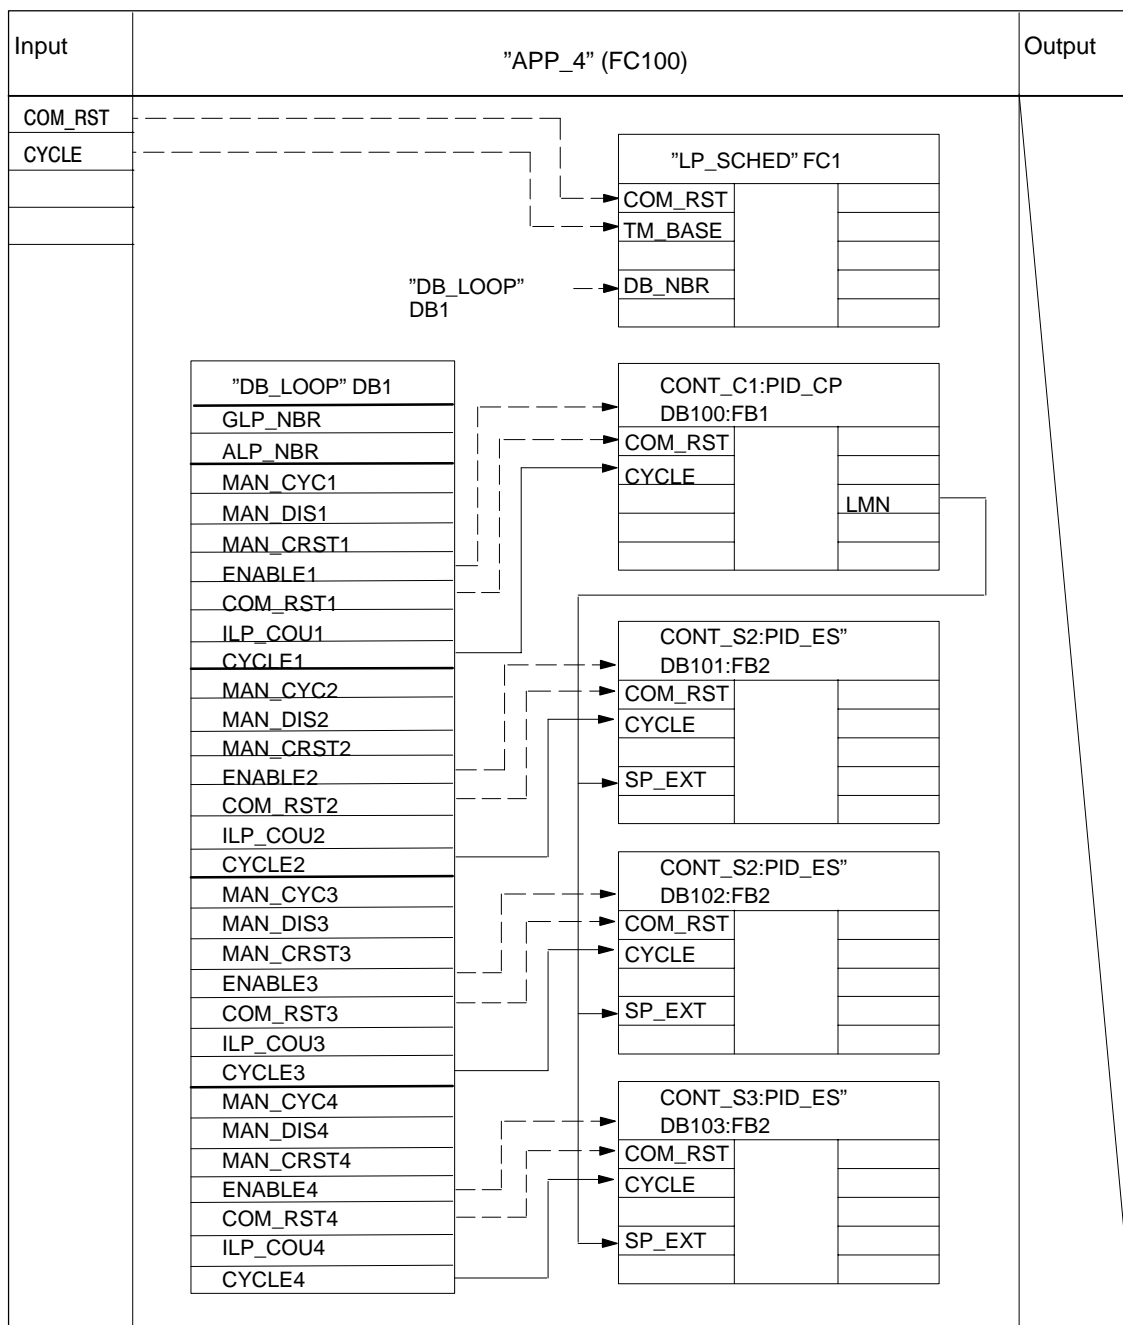 Input
"APP_4" (FC100)
Output
COM_RST
CYCLE
"LP_SCHED" FC1
COM_RST
TM_BASE
DB_NBR
"DB_LOOP"
DB1
"DB_LOOP" DB1
GLP_NBR
ALP_NBR
MAN_CYC1
MAN_DIS1
MAN_CRST1
ENABLE1
COM_RST1
ILP_COU1
CYCLE1
MAN_CYC2
MAN_DIS2
MAN_CRST2
ENABLE2
COM_RST2
ILP_COU2
CYCLE2
MAN_CYC3
MAN_DIS3
MAN_CRST3
ENABLE3
COM_RST3
ILP_COU3
CYCLE3
MAN_CYC4
MAN_DIS4
MAN_CRST4
ENABLE4
COM_RST4
ILP_COU4
CYCLE4
CONT_C1:PID_CP
DB100:FB1
COM_RST
CYCLE
LMN
CONT_S2:PID_ES"
DB101:FB2
COM_RST
CYCLE
SP_EXT
CONT_S2:PID_ES"
DB102:FB2
COM_RST
CYCLE
SP_EXT
CONT_S3:PID_ES"
DB103:FB2
COM_RST
CYCLE
SP_EXT